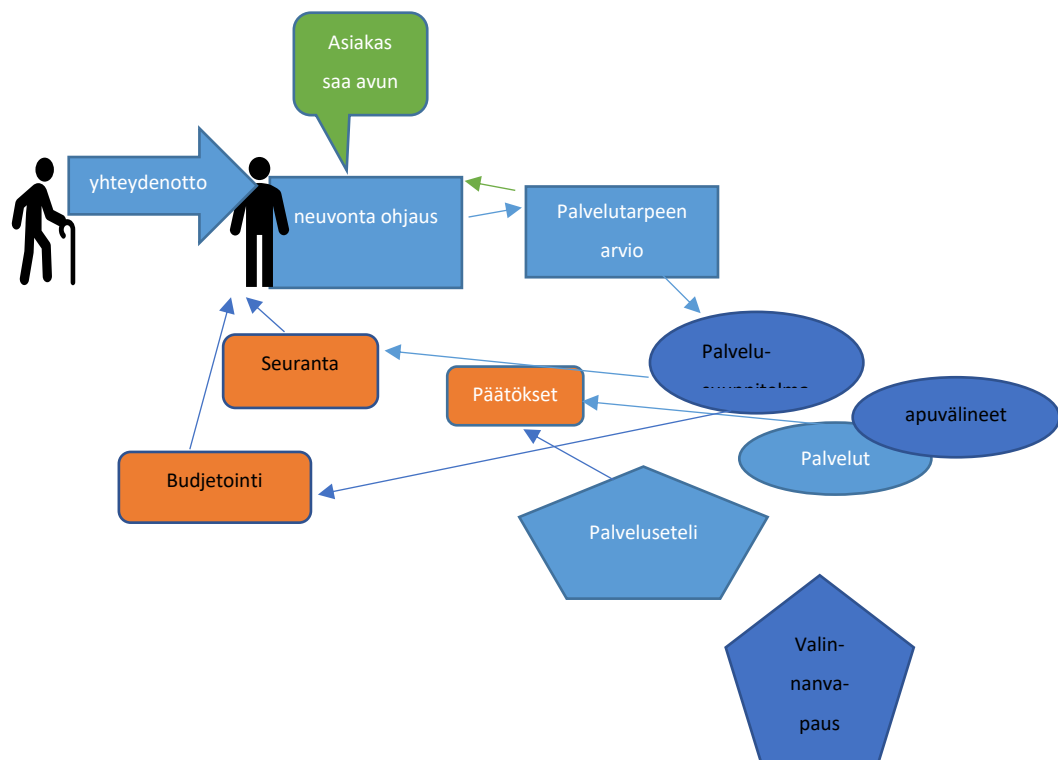 Asiakas
saa avun
yhteydenotto
neuvonta ohjaus
Palvelutarpeen
arvio
Seuranta
Palvelu-
Päätökset
apuvälineet
Palvelut
Budjetointi
Palveluseteli
Valin-
nanva-
paus